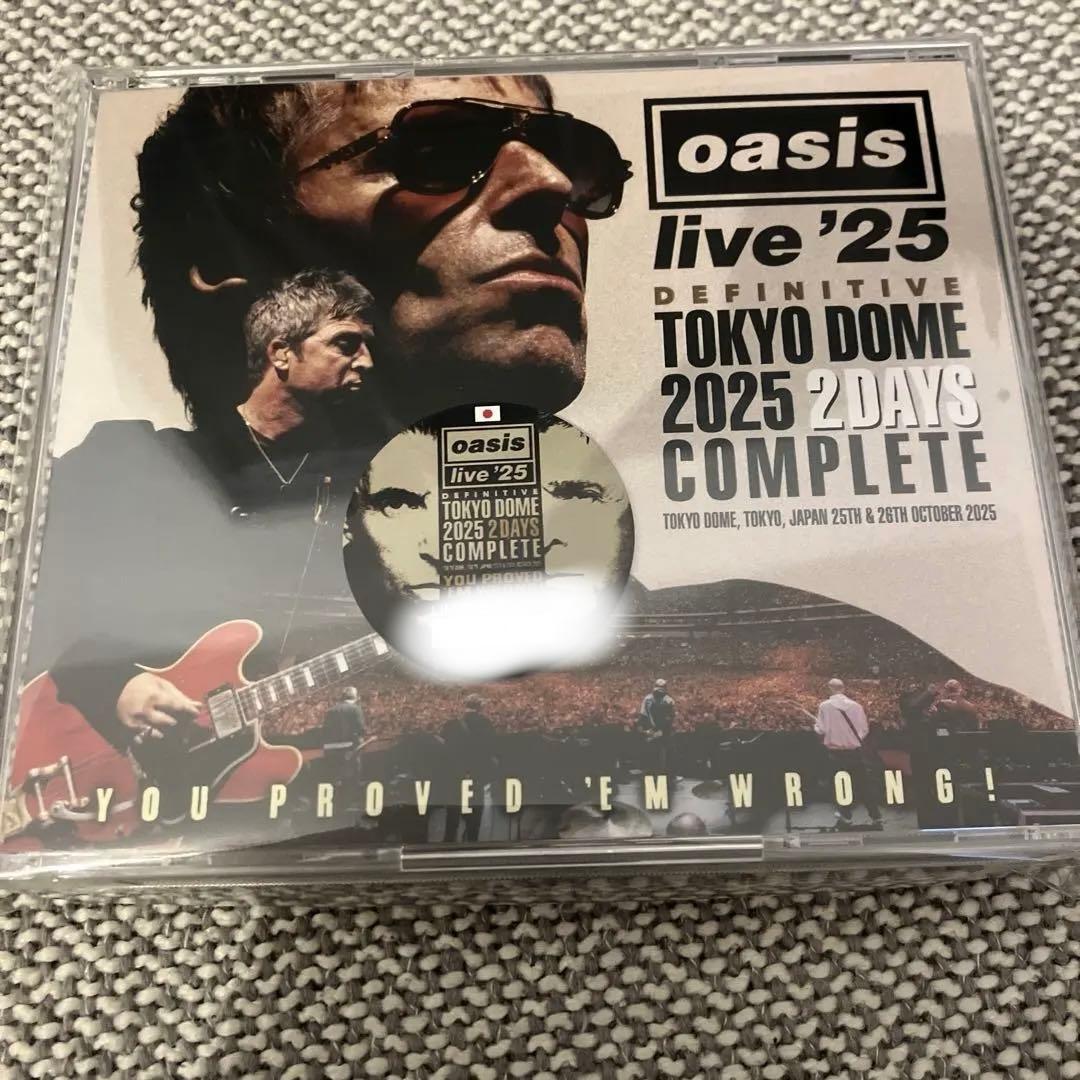 oasis
live '25
DEFINITIVE
TOKYO DOME
2025 2DAYS
COMPLETE
TOKYO DOME, TOKYO, JAPAN 25TH & 26TH OCTOBER 2025
oasis
live '25
DEFINITIVE
TOKYO DOME
2025 2DAYS
COMPLETE
YOU PROVED
YOU PROVED 'EM WRONG!